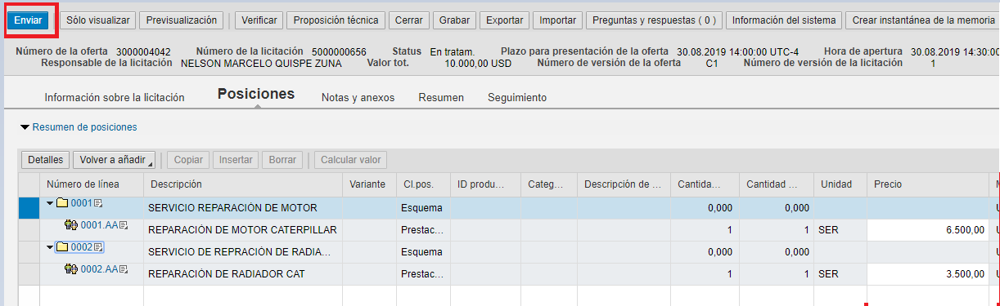 Enviar Sólo visualizar Previsualización Verificar Proposición técnica Cerrar Grabar Exportar Importar Preguntas y respuestas ( 0 ) Información del sistema Crear instantánea de la memoria
Número de la oferta 3000004042 Número de la licitación 5000000656 Status En tratam. Plazo para presentación de la oferta 30.08.2019 14:00:00 UTC-4 Hora de apertura 30.08.2019 14:30:00
Responsable de la licitación NELSON MARCELO QUISPE ZUNA Valor tot. 10.000,00 USD Número de versión de la oferta C1 Número de versión de la licitación 1
Información sobre la licitación Posiciones Notas y anexos Resumen Seguimiento
Resumen de posiciones
Detalles Volver a añadir Copiar Insertar Borrar Calcular valor
Número de línea Descripción Variante Cl.pos. ID produ... Categ... Descripción de ... Cantida... Cantidad ... Unidad Precio
0001 SERVICIO REPARACIÓN DE MOTOR Esquema 0,000 0,000
0001.AA REPARACIÓN DE MOTOR CATERPILLAR Prestac... 1 1 SER 6.500,00
0002 SERVICIO DE REPRACIÓN DE RADIA... Esquema 0,000 0,000
0002.AA REPARACIÓN DE RADIADOR CAT Prestac... 1 1 SER 3.500,00